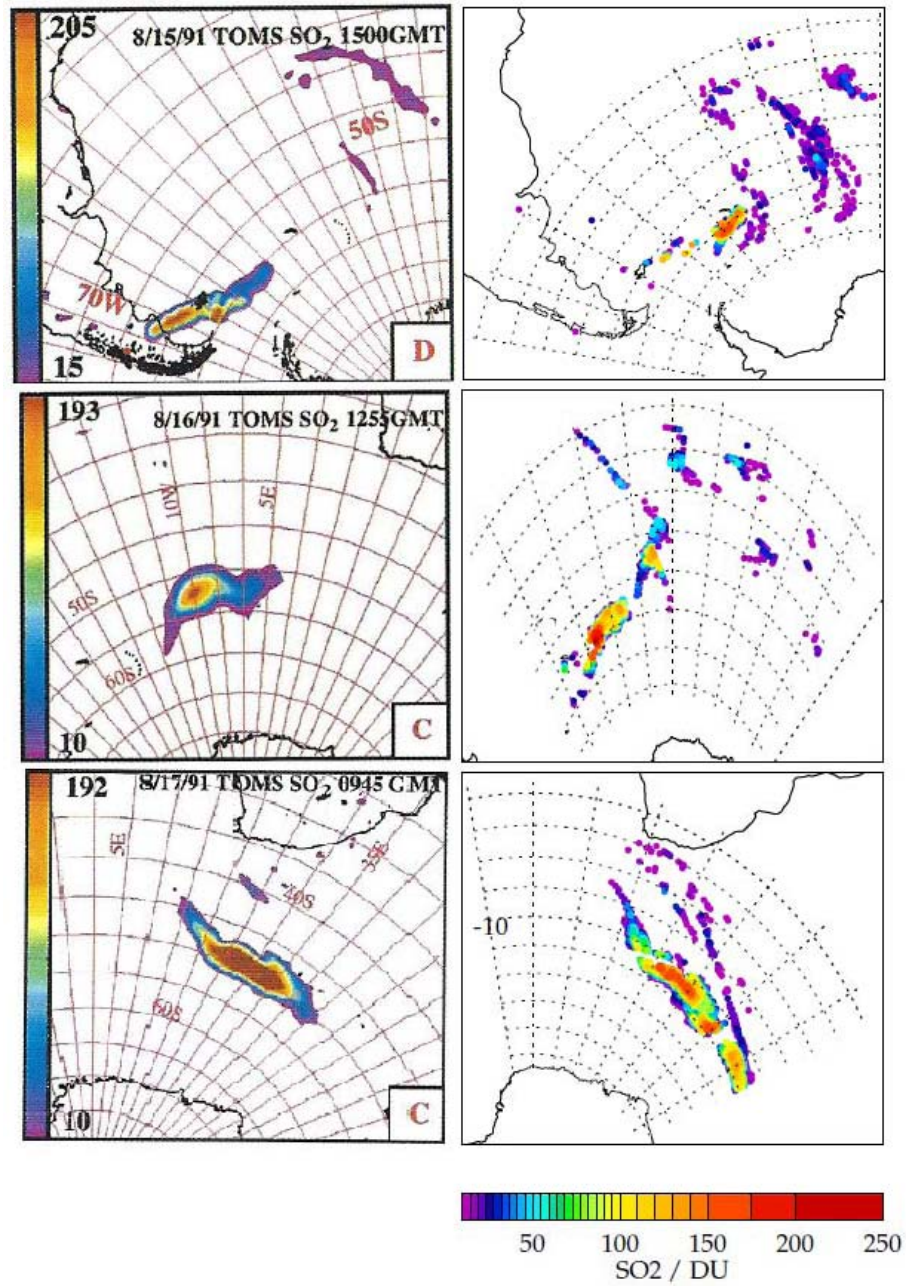 205
8/15/91 TOMS SO2 1500GMT
50S
70W
15
D
193
8/16/91 TOMS SO2 1255GMT
10W
5E
50S
60S
10
C
192
8/17/91 TOMS SO2 0945 GMT
5E
35E
40S
60S
10
C
-10
50 100 150 200 250
SO2 / DU